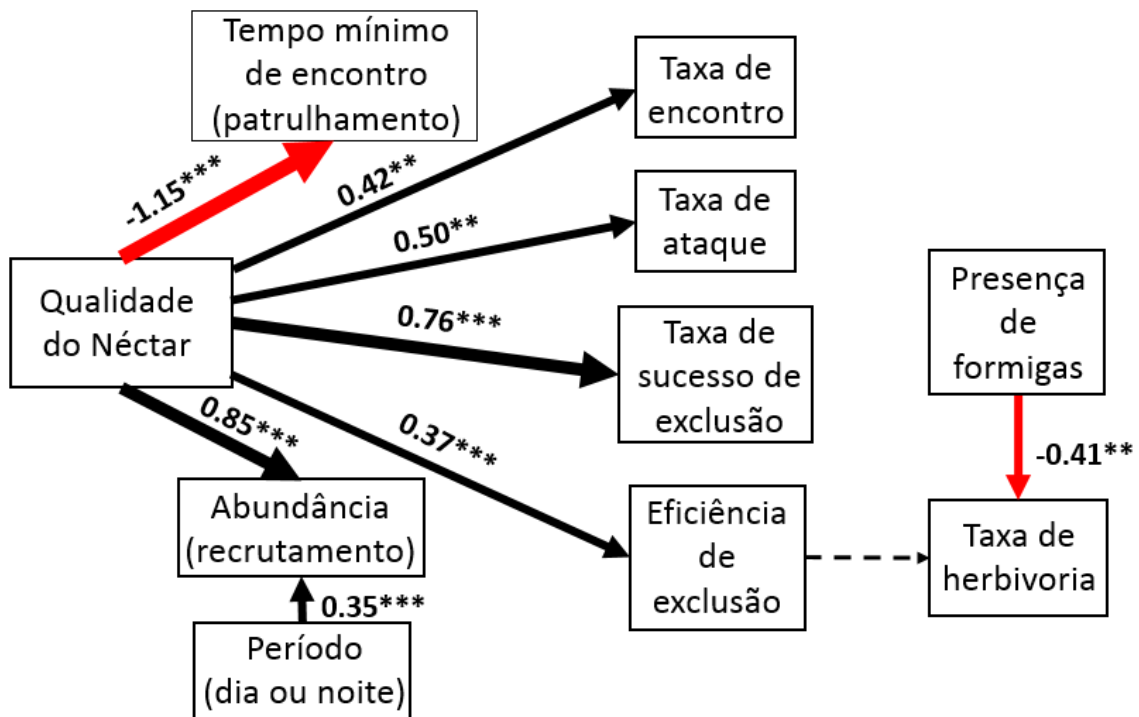 Tempo mínimo
de encontro
(patrulhamento)
Taxa de
encontro
-1.15***
0.42**
Taxa de
ataque
0.50**
Qualidade
do Néctar
0.76***
Taxa de
sucesso de
exclusão
Presença
de
formigas
0.85***
0.37***
-0.41**
Abundância
(recrutamento)
Eficiência
de
exclusão
Taxa de
herbivoria
0.35***
Período
(dia ou noite)